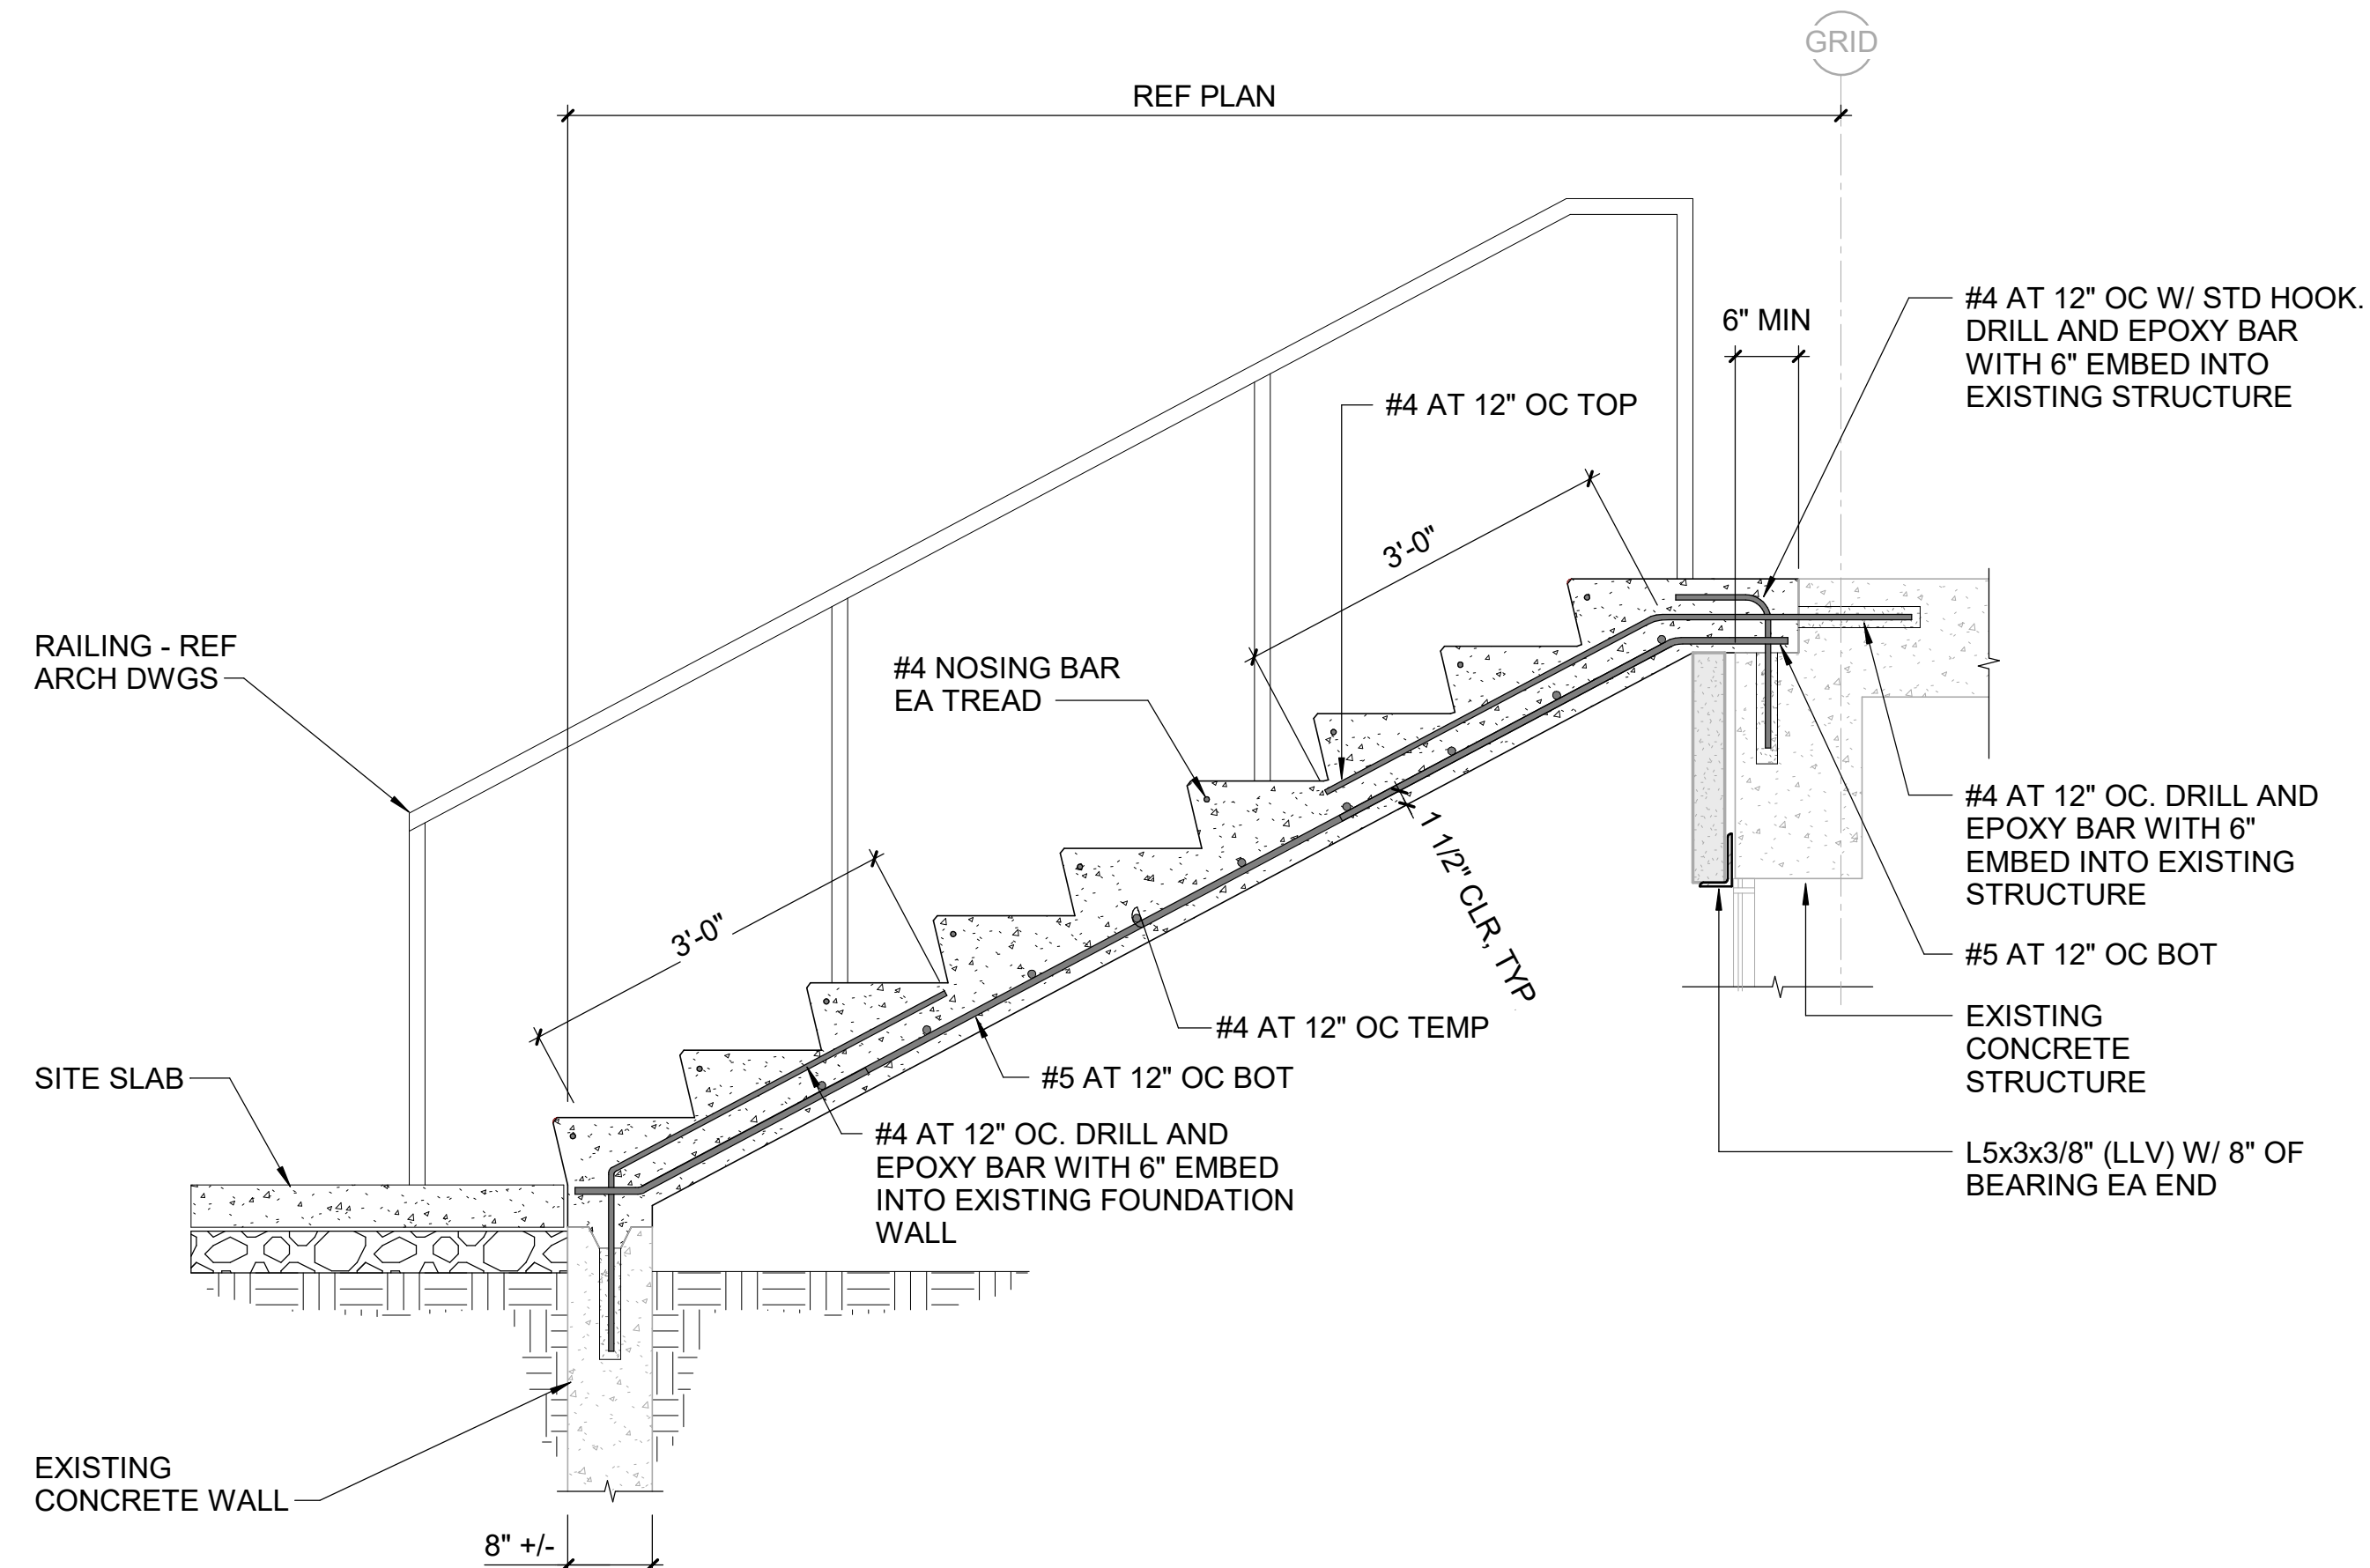 GRID
REF PLAN
#4 AT 12" OC W/ STD HOOK.
DRILL AND EPOXY BAR
WITH 6" EMBED INTO
EXISTING STRUCTURE
6" MIN
#4 AT 12" OC TOP
3'-0"
RAILING - REF
ARCH DWGS
#4 NOSING BAR
EA TREAD
#4 AT 12" OC. DRILL AND
EPOXY BAR WITH 6"
EMBED INTO EXISTING
STRUCTURE
1 1/2" CLR, TYP
3'-0"
#5 AT 12" OC BOT
#4 AT 12" OC TEMP
EXISTING
CONCRETE
STRUCTURE
SITE SLAB
#5 AT 12" OC BOT
#4 AT 12" OC. DRILL AND
EPOXY BAR WITH 6" EMBED
INTO EXISTING FOUNDATION
WALL
L5x3x3/8" (LLV) W/ 8" OF
BEARING EA END
EXISTING
CONCRETE WALL
8" +/-